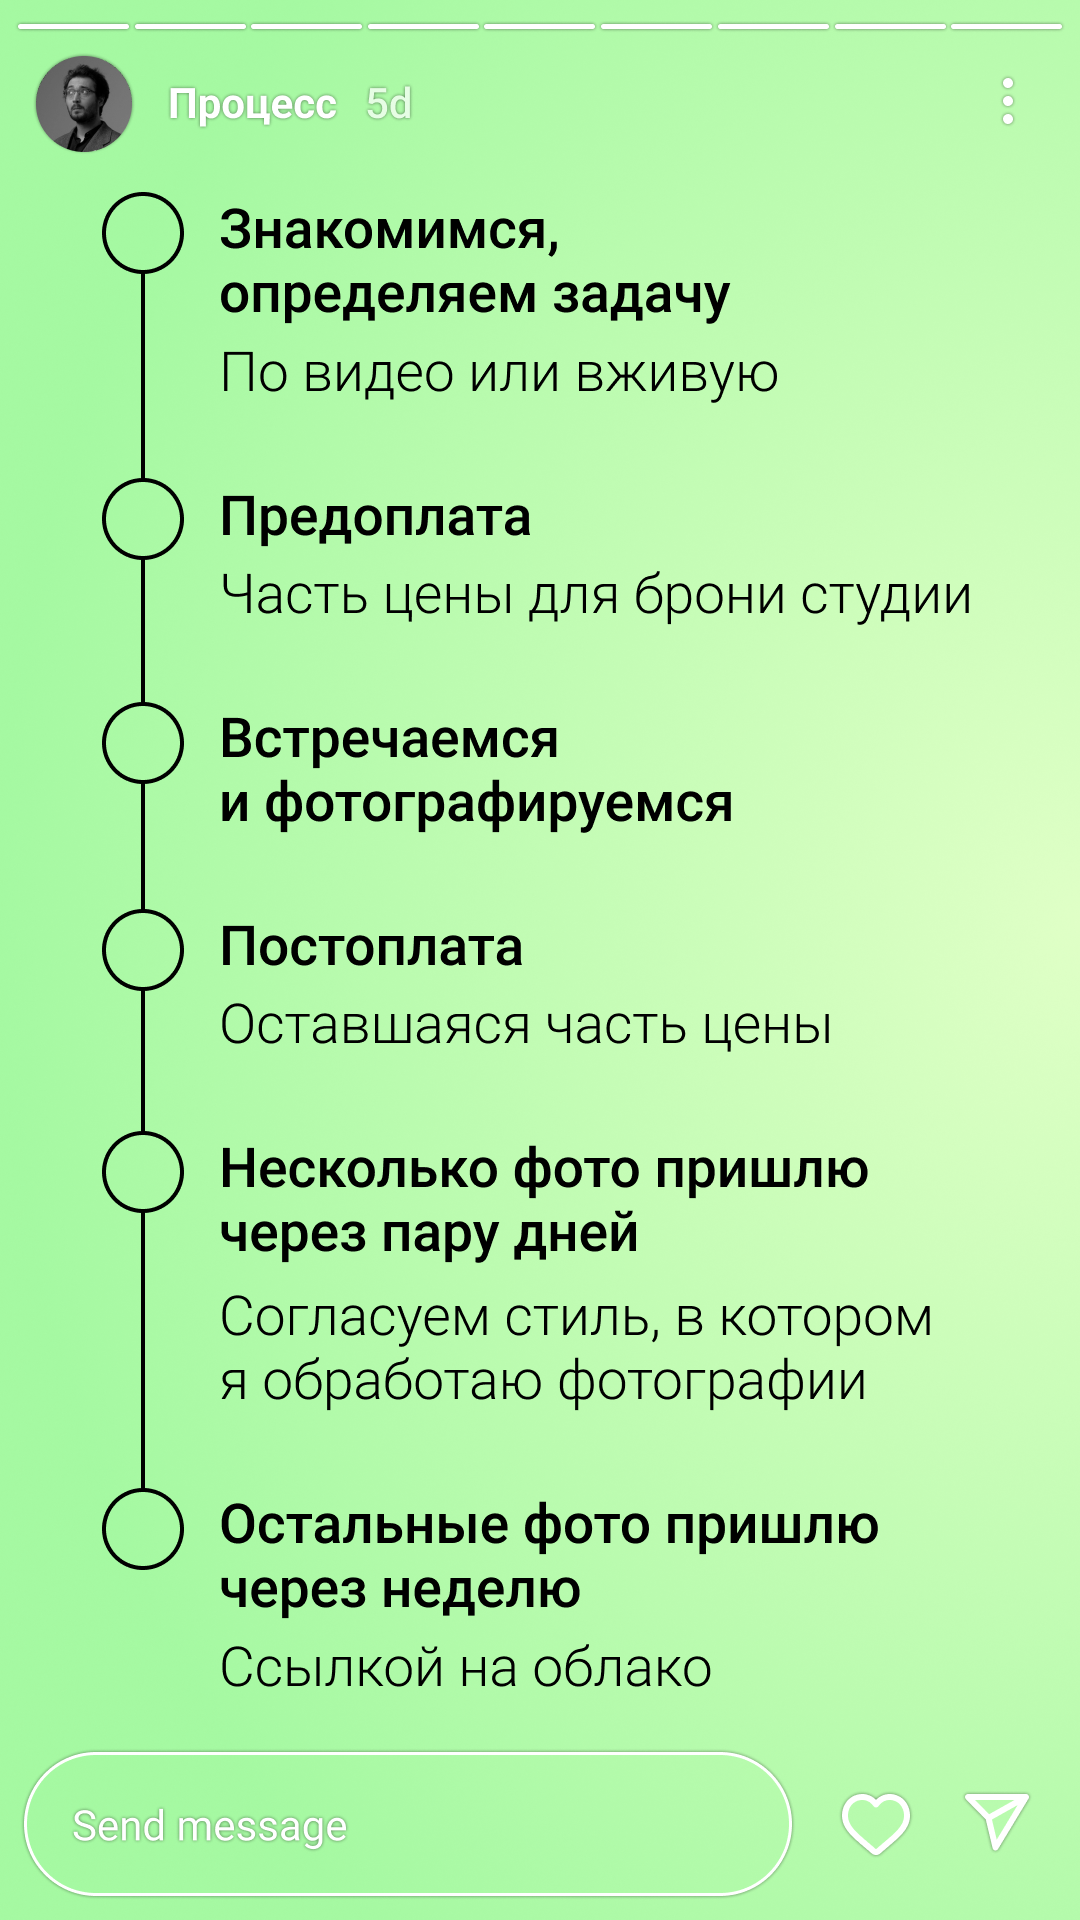 Процесс 5d
Знакомимся,
определяем задачу
По видео или вживую
Предоплата
Часть цены для брони студии
Встречаемся
и фотографируемся
Постоплата
Оставшаяся часть цены
Несколько фото пришлю
через пару дней
Согласуем стиль, в котором
я обработаю фотографии
Остальные фото пришлю
через неделю
Ссылкой на облако
Send message